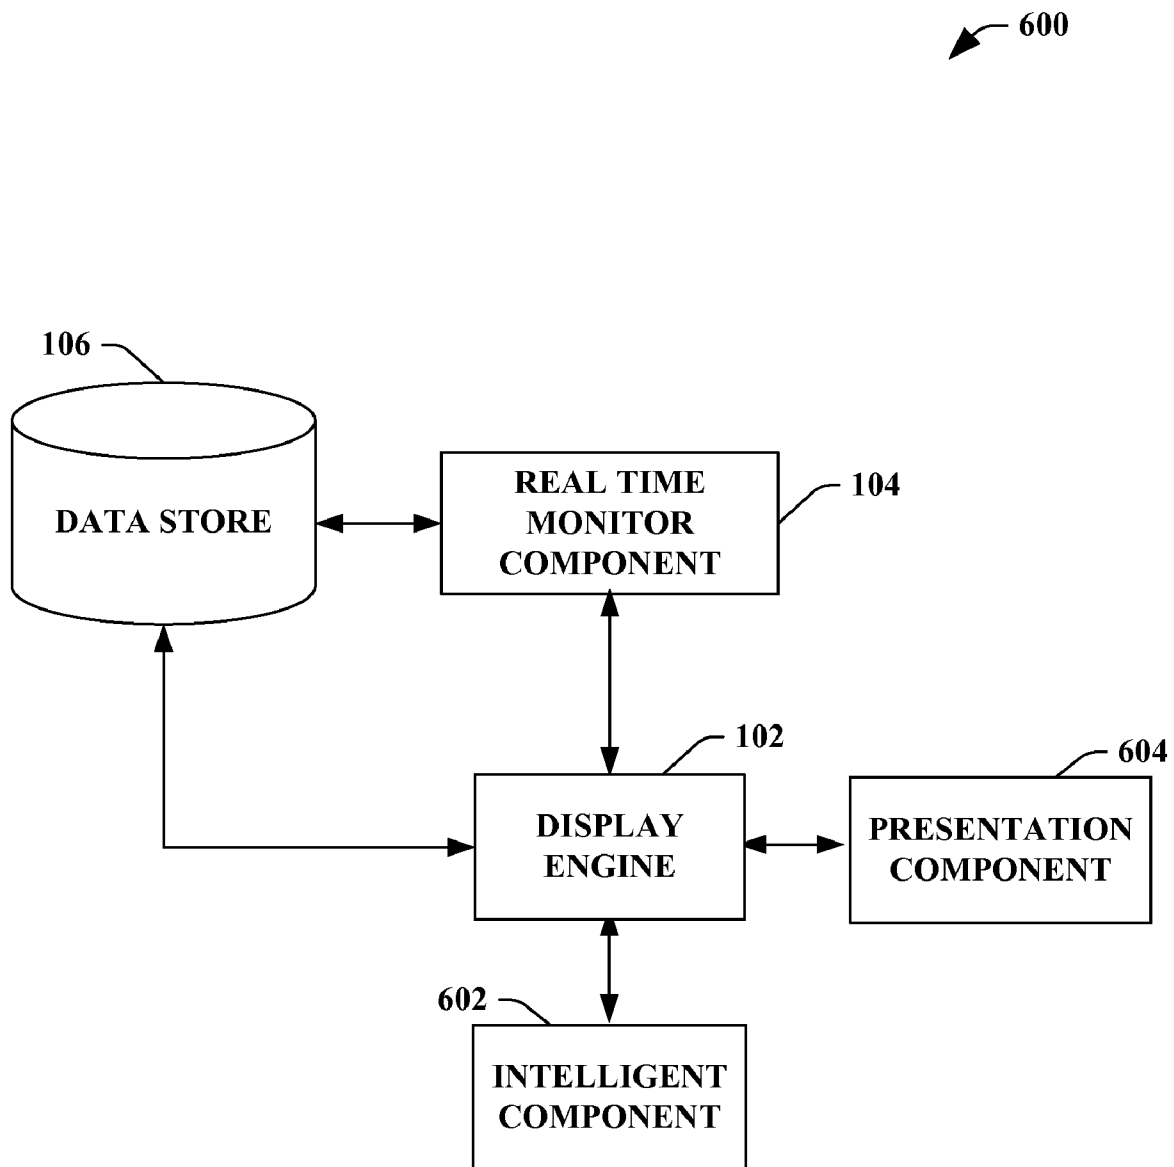 600
106
DATA STORE
REAL TIME
MONITOR
COMPONENT
104
102
DISPLAY
ENGINE
604
PRESENTATION
COMPONENT
602
INTELLIGENT
COMPONENT